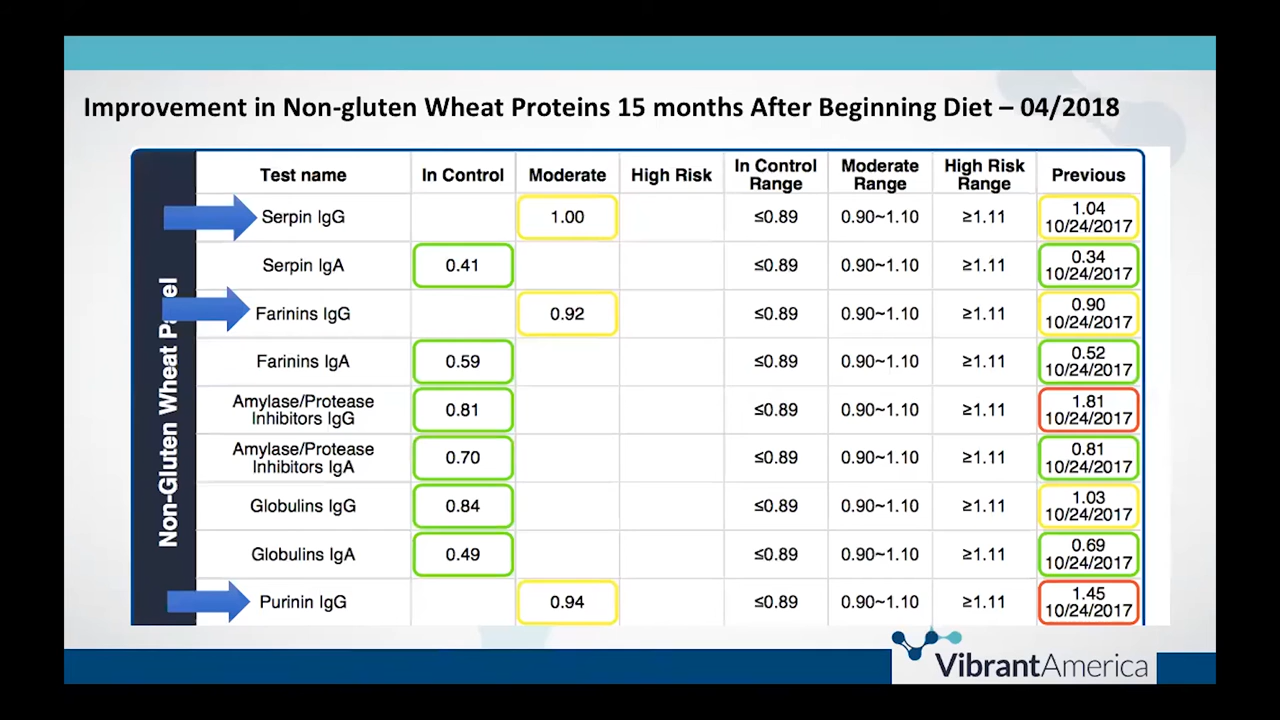 Improvement in Non-gluten Wheat Proteins 15 months After Beginning Diet – 04/2018
Test name In Control Moderate High Risk In Control Range Moderate Range High Risk Range Previous
Serpin IgG 1.00 ≤0.89 0.90~1.10 ≥1.11 1.04 10/24/2017
Serpin IgA 0.41 ≤0.89 0.90~1.10 ≥1.11 0.34 10/24/2017
Farinins IgG 0.92 ≤0.89 0.90~1.10 ≥1.11 0.90 10/24/2017
Farinins IgA 0.59 ≤0.89 0.90~1.10 ≥1.11 0.52 10/24/2017
Amylase/Protease Inhibitors IgG 0.81 ≤0.89 0.90~1.10 ≥1.11 1.81 10/24/2017
Amylase/Protease Inhibitors IgA 0.70 ≤0.89 0.90~1.10 ≥1.11 0.81 10/24/2017
Globulins IgG 0.84 ≤0.89 0.90~1.10 ≥1.11 1.03 10/24/2017
Globulins IgA 0.49 ≤0.89 0.90~1.10 ≥1.11 0.69 10/24/2017
Purinin IgG 0.94 ≤0.89 0.90~1.10 ≥1.11 1.45 10/24/2017
Non-Gluten Wheat
VibrantAmerica